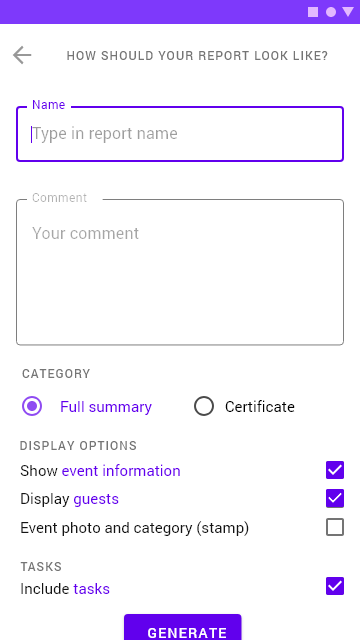 HOW SHOULD YOUR REPORT LOOK LIKE?
Name
Type in report name
Comment
Your comment
CATEGORY
Full summary
Certificate
DISPLAY OPTIONS
Show event information
Display guests
Event photo and category (stamp)
TASKS
Include tasks
GENERATE